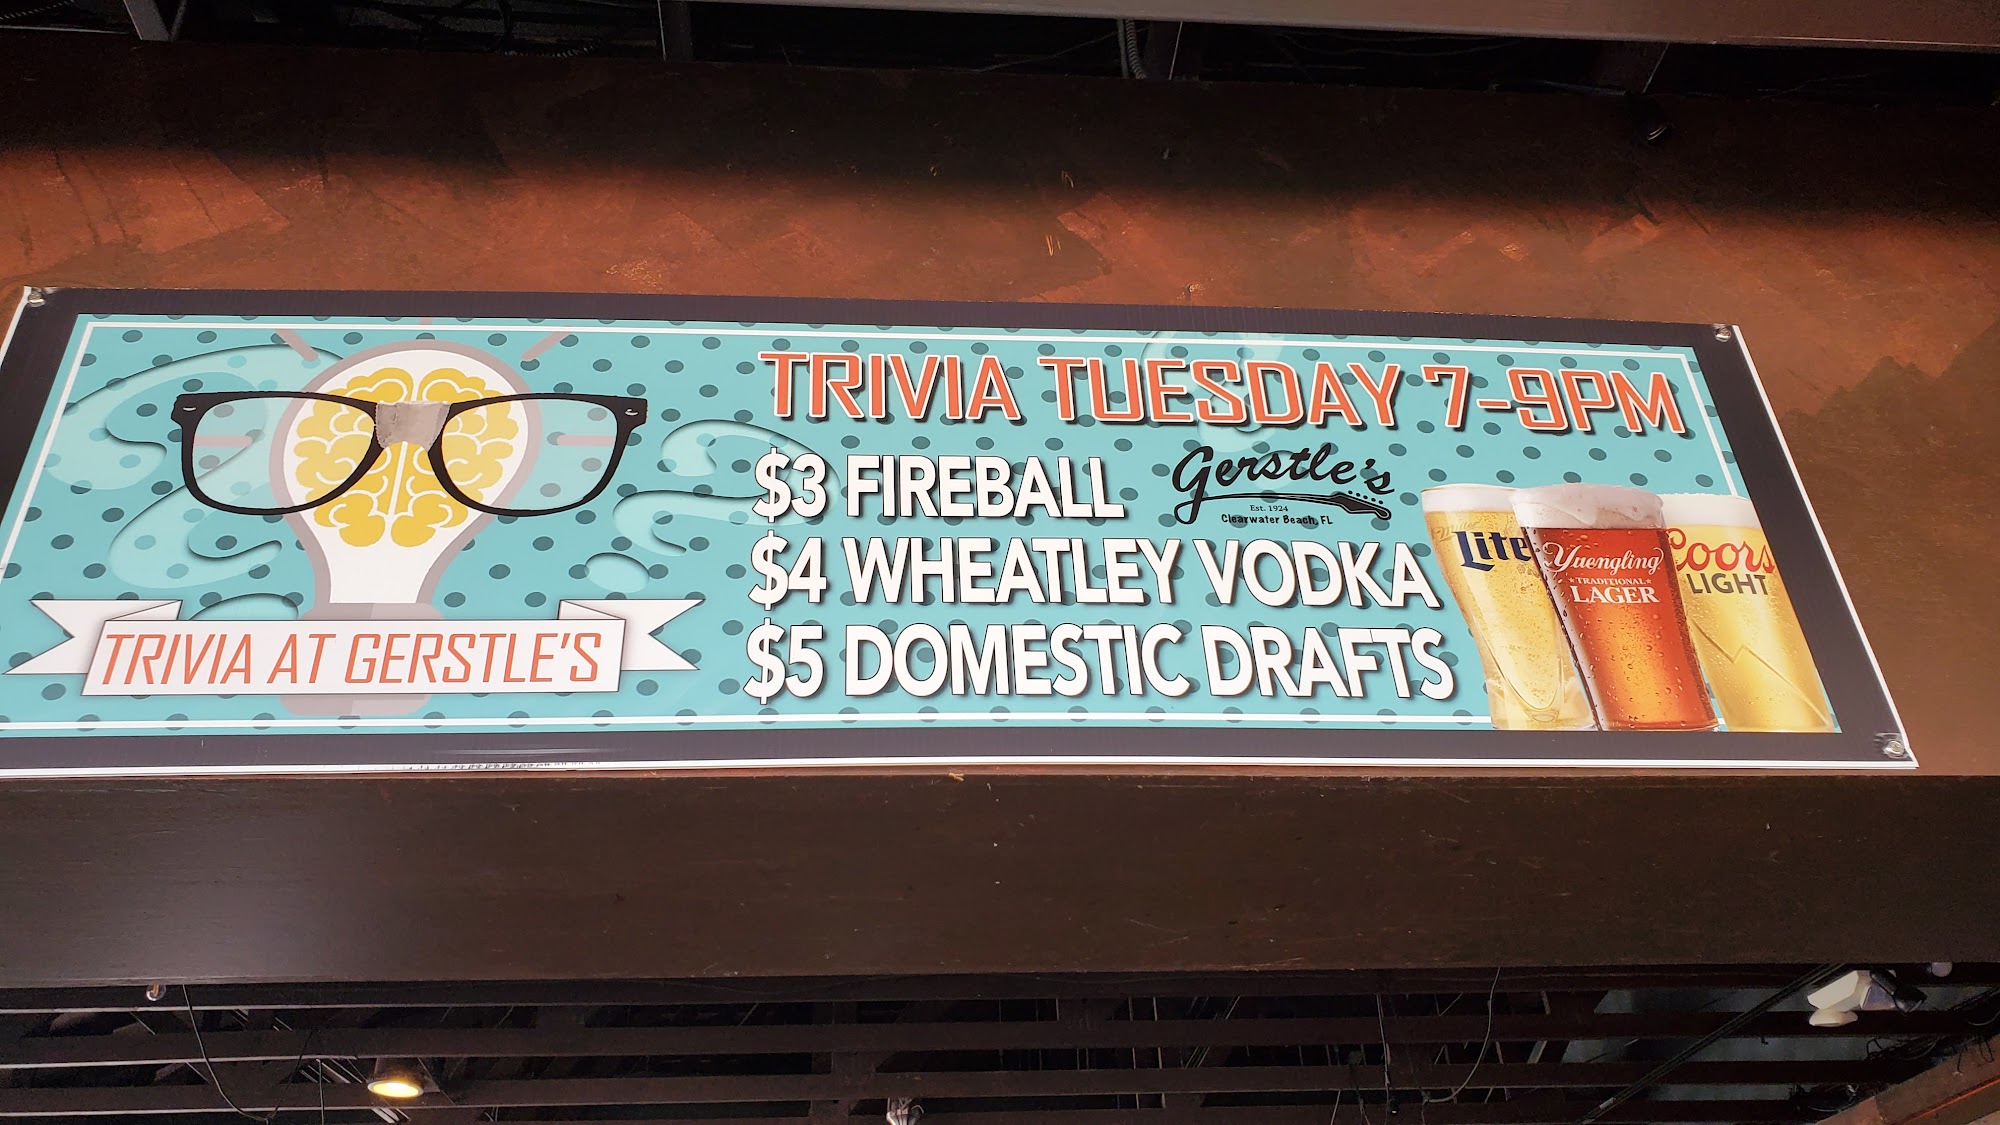 TRIVIA TUESDAY 7-9PM
$3 FIREBALL
Gerstle's
Est. 1924
Clearwater Beach, FL
$4 WHEATLEY VODKA
$5 DOMESTIC DRAFTS
TRIVIA AT GERSTLE'S
Lite
Yuengling
TRADITIONAL
LAGER
Coors
LIGHT